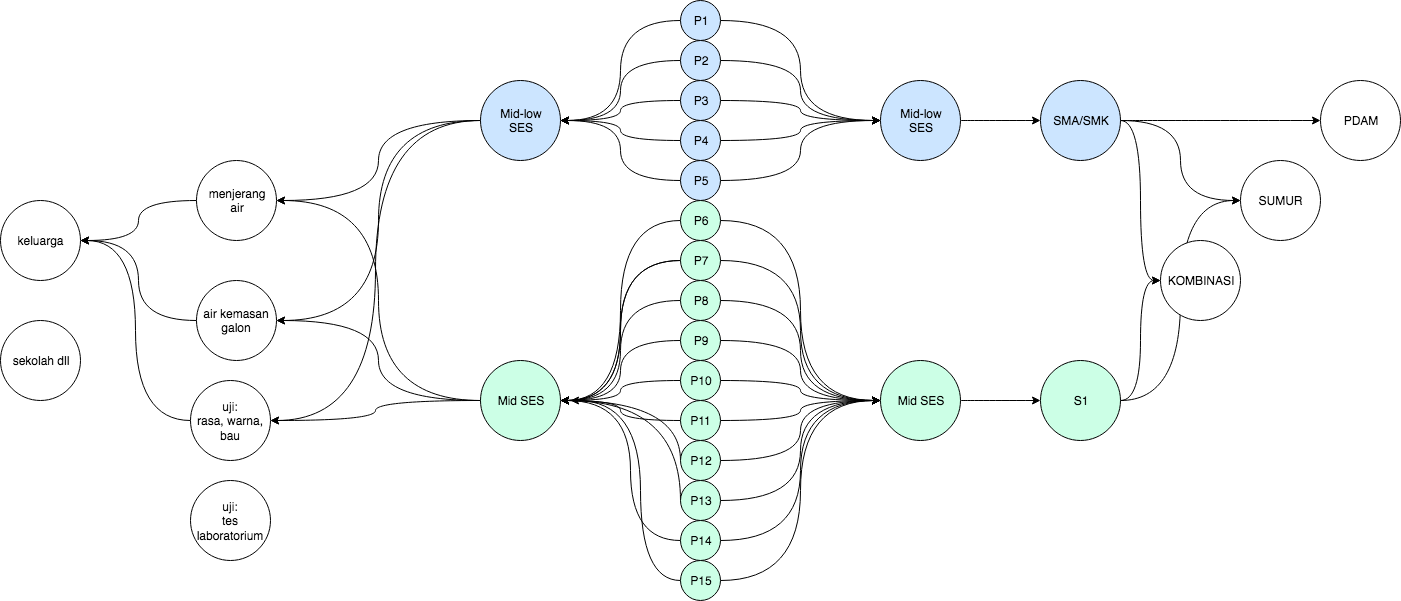 P1
P2
P3
P4
P5
P6
P7
P8
P9
P10
P11
P12
P13
P14
P15
Mid-low
SES
Mid-low
SES
SMA/SMK
PDAM
SUMUR
KOMBINASI
menjerang
air
keluarga
air kemasan
galon
sekolah dll
uji:
rasa, warna,
bau
Mid SES
Mid SES
S1
uji:
tes
laboratorium